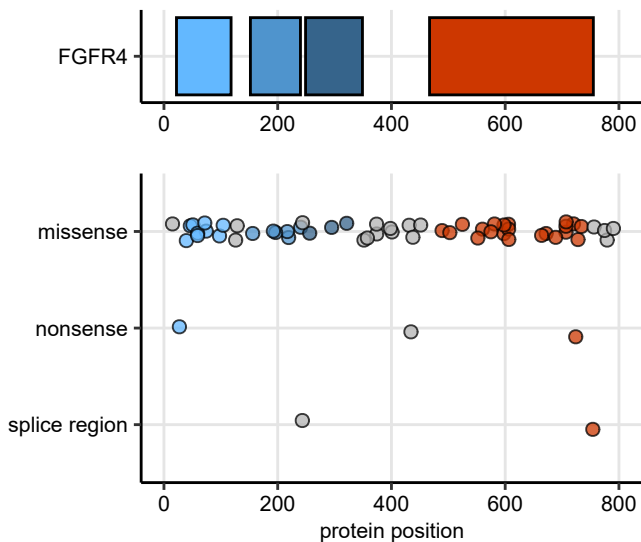 FGFR4
0 200 400 600 800
missense
nonsense
splice region
0 200 400 600 800
protein position